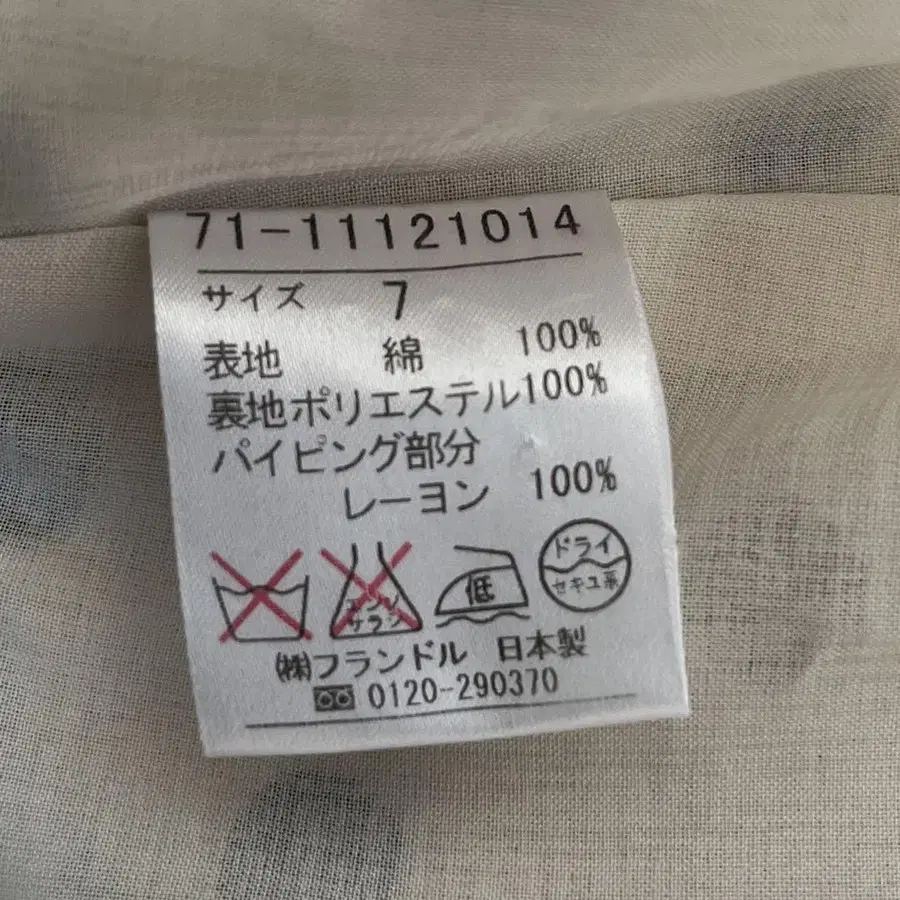 71-11121014
サイズ 7
表地 綿 100%
裏地ポリエステル100%
パイピング部分
レーヨン 100%
エンソ
サラシ
低
ドライ
セキユ系
㈱フランドル 日本製
0120-290370